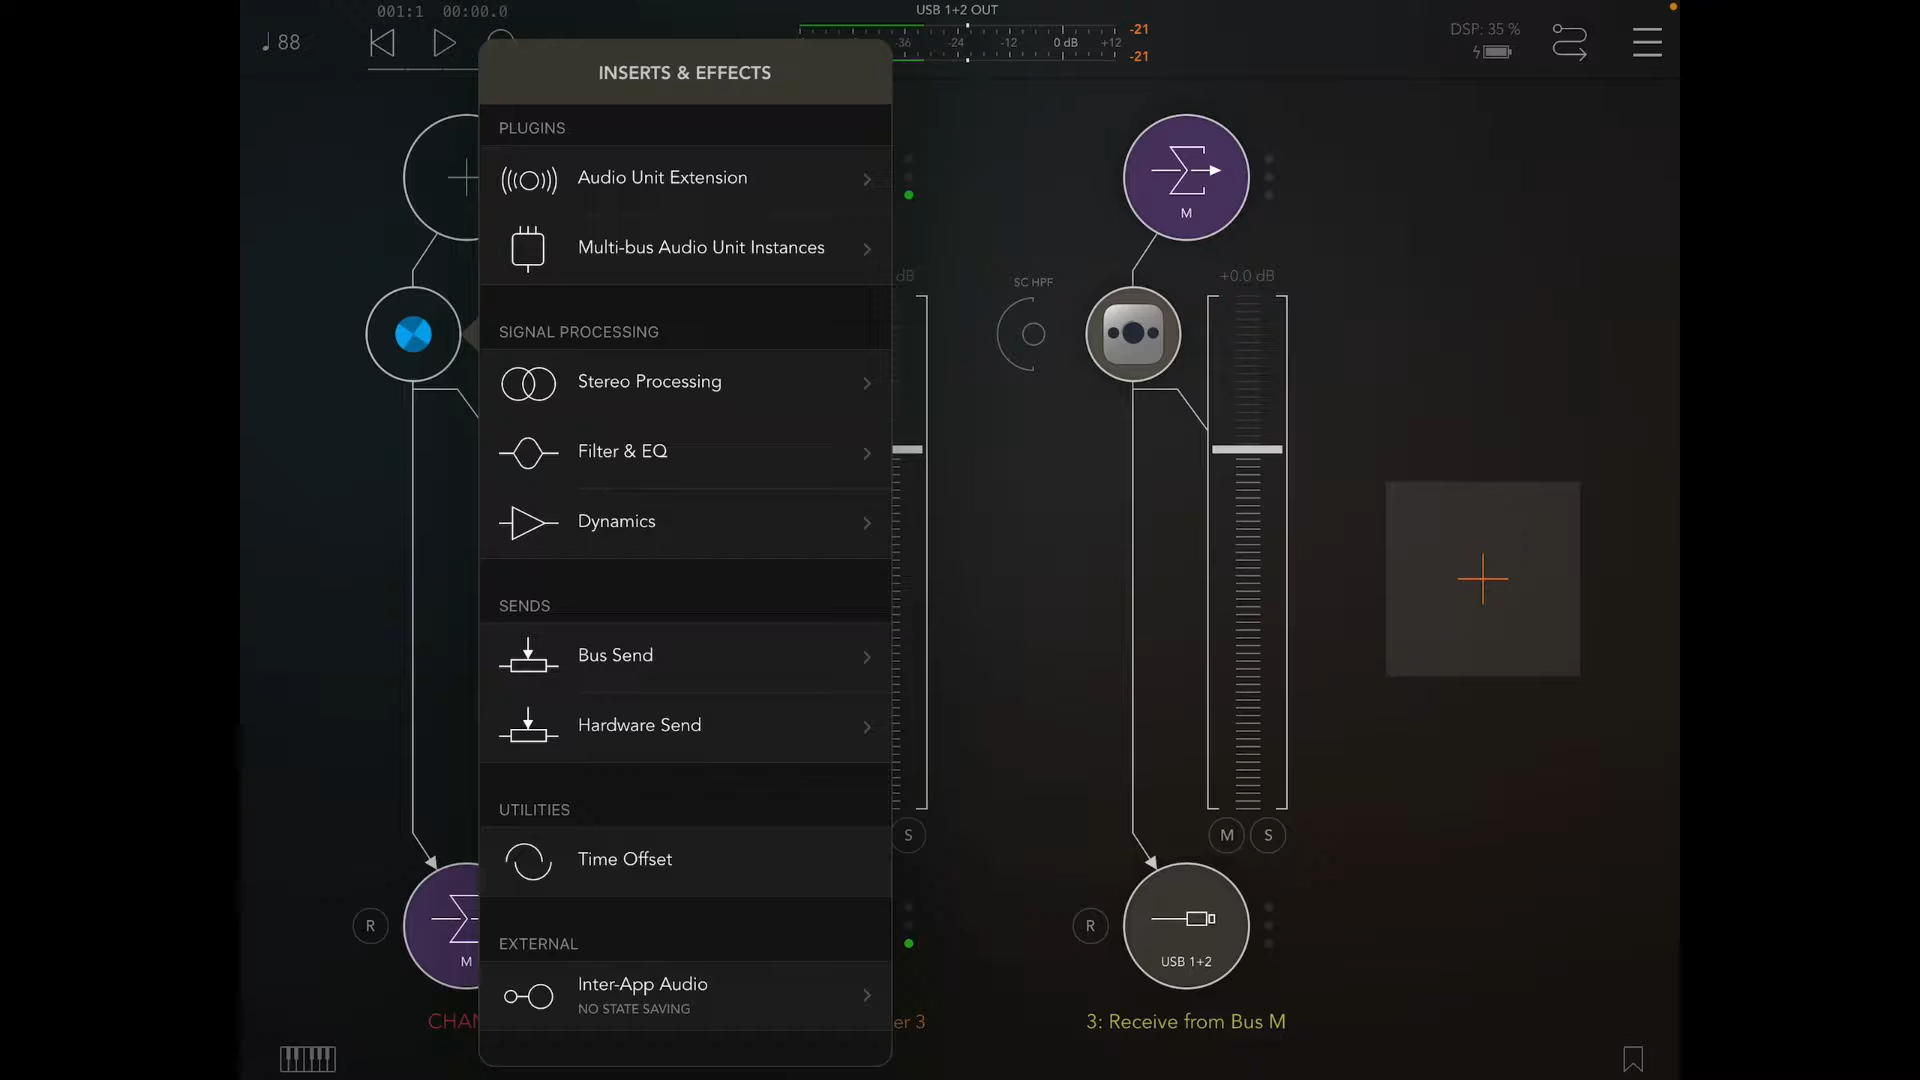 001:1 00:00.0
USB 1+2 OUT
♩ 88
-36 -24 -12 0 dB +12
-21
-21
DSP: 35 %
INSERTS & EFFECTS
PLUGINS
Audio Unit Extension
Multi-bus Audio Unit Instances
SIGNAL PROCESSING
Stereo Processing
Filter & EQ
Dynamics
SENDS
Bus Send
Hardware Send
UTILITIES
Time Offset
EXTERNAL
Inter-App Audio
NO STATE SAVING
M
dB
SC HPF
+0.0 dB
S
M S
R
M
R
USB 1+2
CHAN
er 3
3: Receive from Bus M